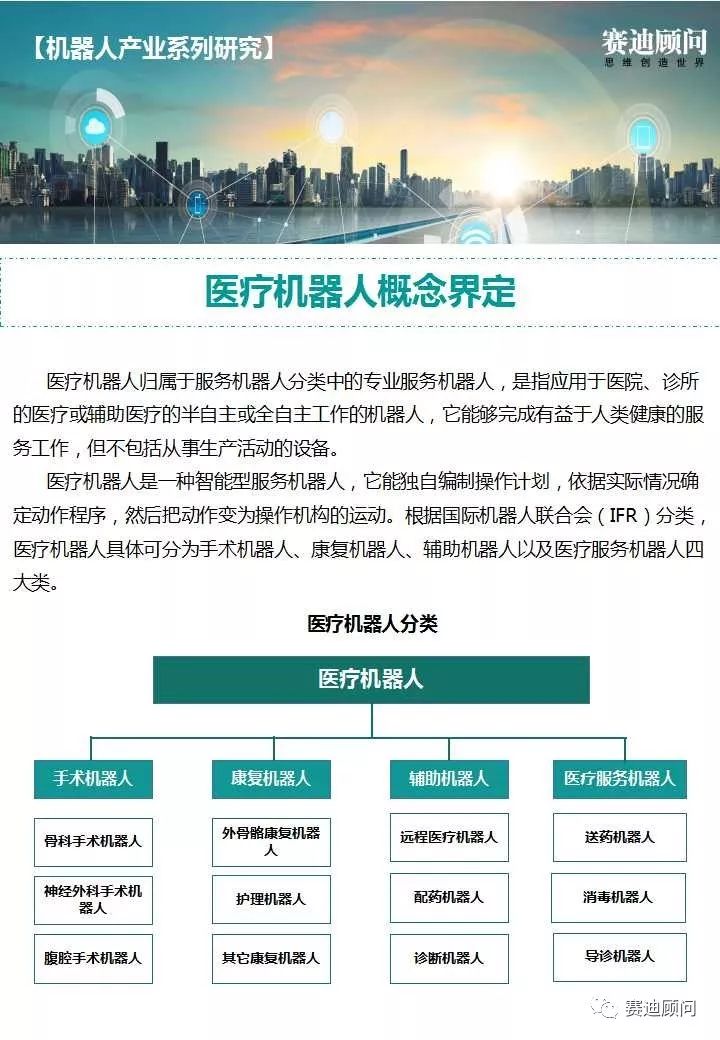 【机器人产业系列研究】
赛迪顾问
思维创造世界
医疗机器人概念界定
医疗机器人归属于服务机器人分类中的专业服务机器人，是指应用于医院、诊所
的医疗或辅助医疗的半自主或全自主工作的机器人，它能够完成有益于人类健康的服
务工作，但不包括从事生产活动的设备。
医疗机器人是一种智能型服务机器人，它能独自编制操作计划，依据实际情况确
定动作程序，然后把动作变为操作机构的运动。根据国际机器人联合会（IFR）分类，
医疗机器人具体可分为手术机器人、康复机器人、辅助机器人以及医疗服务机器人四
大类。
医疗机器人分类
医疗机器人
手术机器人
康复机器人
辅助机器人
医疗服务机器人
骨科手术机器人
外骨骼康复机器
人
远程医疗机器人
送药机器人
神经外科手术机
器人
护理机器人
配药机器人
消毒机器人
腹腔手术机器人
其它康复机器人
诊断机器人
导诊机器人
赛迪顾问